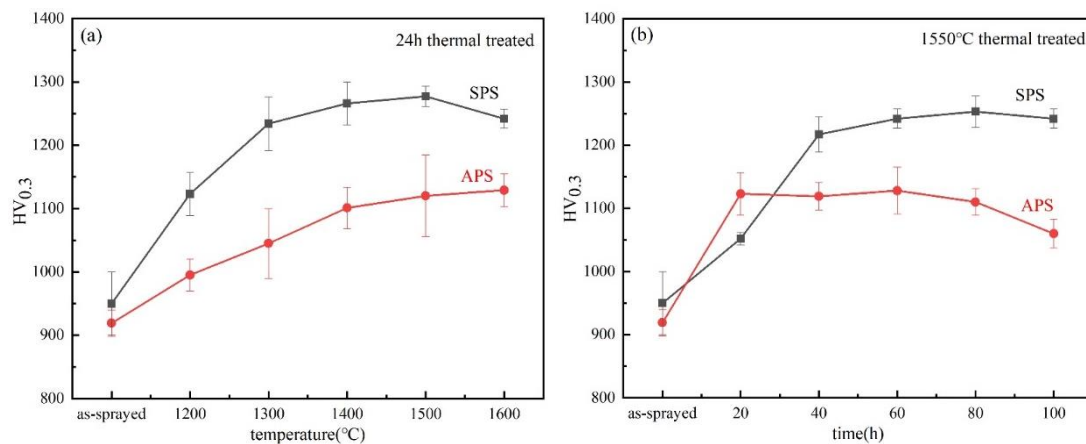 (a)
24h thermal treated
1400
1300
1200
1100
1000
900
800
HV0.3
SPS
APS
as-sprayed 1200 1300 1400 1500 1600
temperature(°C)
(b)
1550°C thermal treated
1400
1300
1200
1100
1000
900
800
HV0.3
SPS
APS
as-sprayed 20 40 60 80 100
time(h)